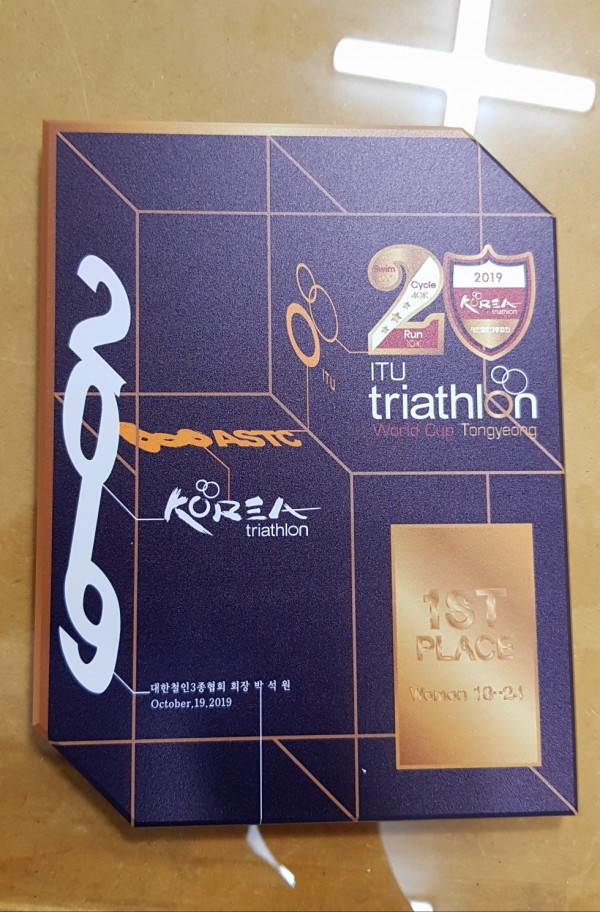 2019
Swim
Cycle
40K
Run
10K
2
2019
KOREA
triathlon
ITU
ITU
triathlon
World Cup Tongyeong
ASTC
KOREA
triathlon
1ST
PLACE
Women 18-24
대한철인3종협회 회장 박 석 원
October,19,2019